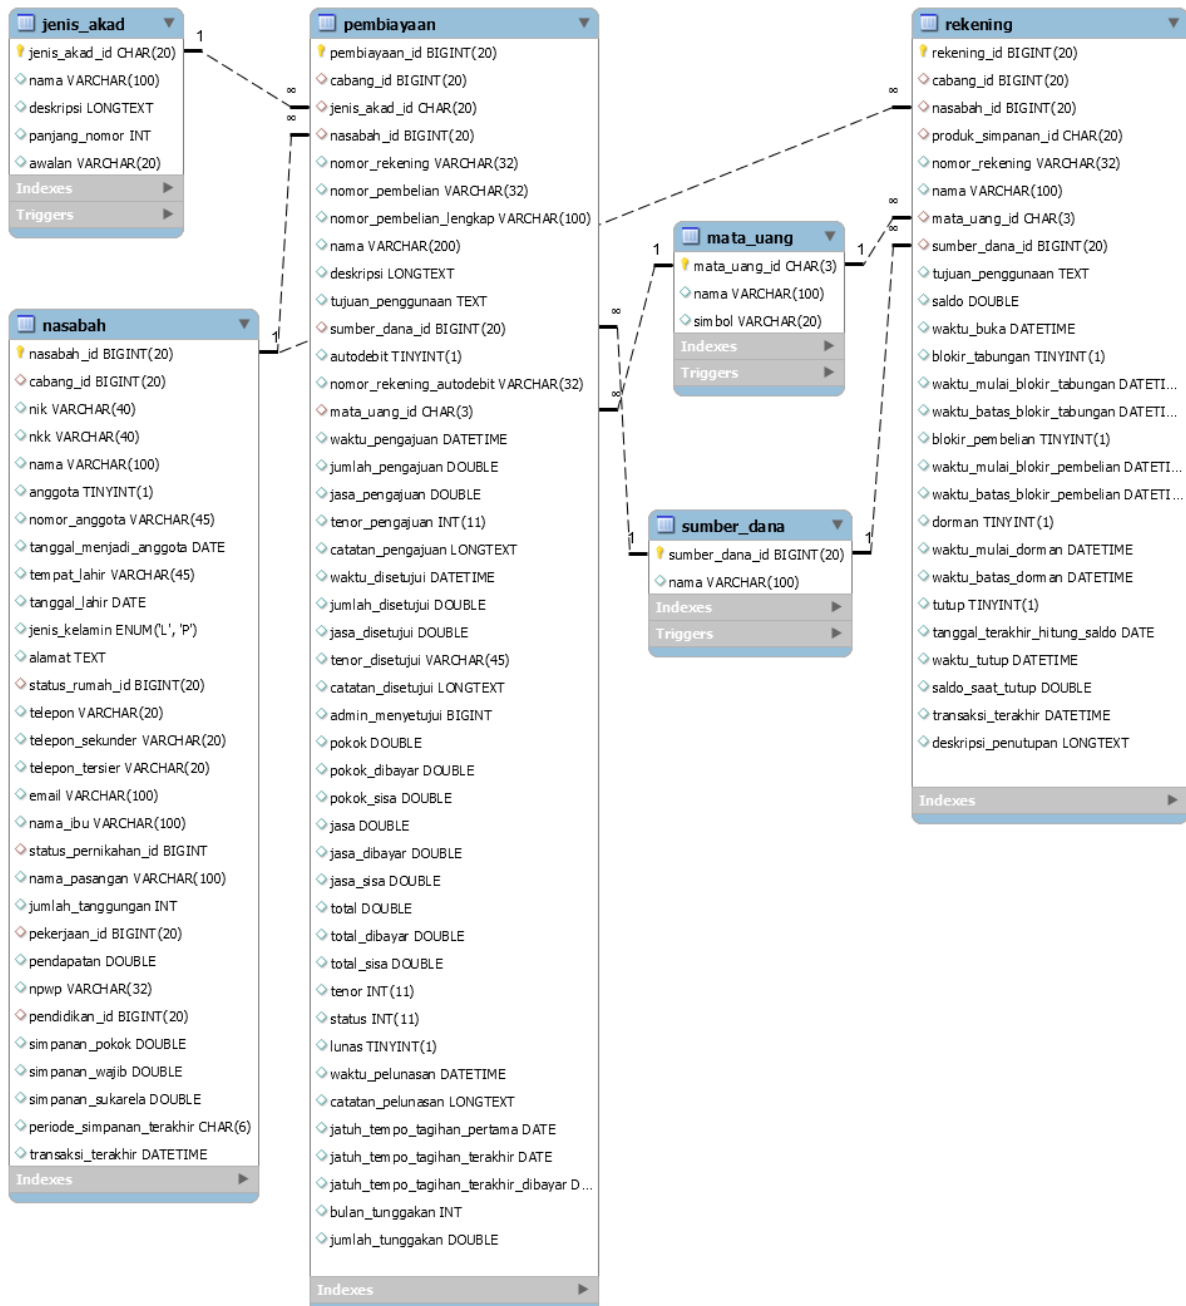 jenis_akad
jenis_akad_id CHAR(20)
nama VARCHAR(100)
deskripsi LONGTEXT
panjang_nomor INT
awalan VARCHAR(20)
Indexes
Triggers
1
∞
∞
nasabah
nasabah_id BIGINT(20)
cabang_id BIGINT(20)
nik VARCHAR(40)
nkk VARCHAR(40)
nama VARCHAR(100)
anggota TINYINT(1)
nomor_anggota VARCHAR(45)
tanggal_menjadi_anggota DATE
tempat_lahir VARCHAR(45)
tanggal_lahir DATE
jenis_kelamin ENUM('L', 'P')
alamat TEXT
status_rumah_id BIGINT(20)
telepon VARCHAR(20)
telepon_sekunder VARCHAR(20)
telepon_tersier VARCHAR(20)
email VARCHAR(100)
nama_ibu VARCHAR(100)
status_pernikahan_id BIGINT
nama_pasangan VARCHAR(100)
jumlah_tanggungan INT
pekerjaan_id BIGINT(20)
pendapatan DOUBLE
npwp VARCHAR(32)
pendidikan_id BIGINT(20)
simpanan_pokok DOUBLE
simpanan_wajib DOUBLE
simpanan_sukarela DOUBLE
periode_simpanan_terakhir CHAR(6)
transaksi_terakhir DATETIME
Indexes
1
pembiayaan
pembiayaan_id BIGINT(20)
cabang_id BIGINT(20)
jenis_akad_id CHAR(20)
nasabah_id BIGINT(20)
nomor_rekening VARCHAR(32)
nomor_pembelian VARCHAR(32)
nomor_pembelian_lengkap VARCHAR(100)
nama VARCHAR(200)
deskripsi LONGTEXT
tujuan_penggunaan TEXT
sumber_dana_id BIGINT(20)
autodebit TINYINT(1)
nomor_rekening_autodebit VARCHAR(32)
mata_uang_id CHAR(3)
waktu_pengajuan DATETIME
jumlah_pengajuan DOUBLE
jasa_pengajuan DOUBLE
tenor_pengajuan INT(11)
catatan_pengajuan LONGTEXT
waktu_disetujui DATETIME
jumlah_disetujui DOUBLE
jasa_disetujui DOUBLE
tenor_disetujui VARCHAR(45)
catatan_disetujui LONGTEXT
admin_menyetujui BIGINT
pokok DOUBLE
pokok_dibayar DOUBLE
pokok_sisa DOUBLE
jasa DOUBLE
jasa_dibayar DOUBLE
jasa_sisa DOUBLE
total DOUBLE
total_dibayar DOUBLE
total_sisa DOUBLE
tenor INT(11)
status INT(11)
lunas TINYINT(1)
waktu_pelunasan DATETIME
catatan_pelunasan LONGTEXT
jatuh_tempo_tagihan_pertama DATE
jatuh_tempo_tagihan_terakhir DATE
jatuh_tempo_tagihan_terakhir_dibayar D...
bulan_tunggakan INT
jumlah_tunggakan DOUBLE
Indexes
∞
∞
1
mata_uang
mata_uang_id CHAR(3)
nama VARCHAR(100)
simbol VARCHAR(20)
Indexes
Triggers
1
1
sumber_dana
sumber_dana_id BIGINT(20)
nama VARCHAR(100)
Indexes
Triggers
1
∞
∞
∞
rekening
rekening_id BIGINT(20)
cabang_id BIGINT(20)
nasabah_id BIGINT(20)
produk_simpanan_id CHAR(20)
nomor_rekening VARCHAR(32)
nama VARCHAR(100)
mata_uang_id CHAR(3)
sumber_dana_id BIGINT(20)
tujuan_penggunaan TEXT
saldo DOUBLE
waktu_buka DATETIME
blokir_tabungan TINYINT(1)
waktu_mulai_blokir_tabungan DATETI...
waktu_batas_blokir_tabungan DATETI...
blokir_pembelian TINYINT(1)
waktu_mulai_blokir_pembelian DATETI...
waktu_batas_blokir_pembelian DATETI...
dorman TINYINT(1)
waktu_mulai_dorman DATETIME
waktu_batas_dorman DATETIME
tutup TINYINT(1)
tanggal_terakhir_hitung_saldo DATE
waktu_tutup DATETIME
saldo_saat_tutup DOUBLE
transaksi_terakhir DATETIME
deskripsi_penutupan LONGTEXT
Indexes